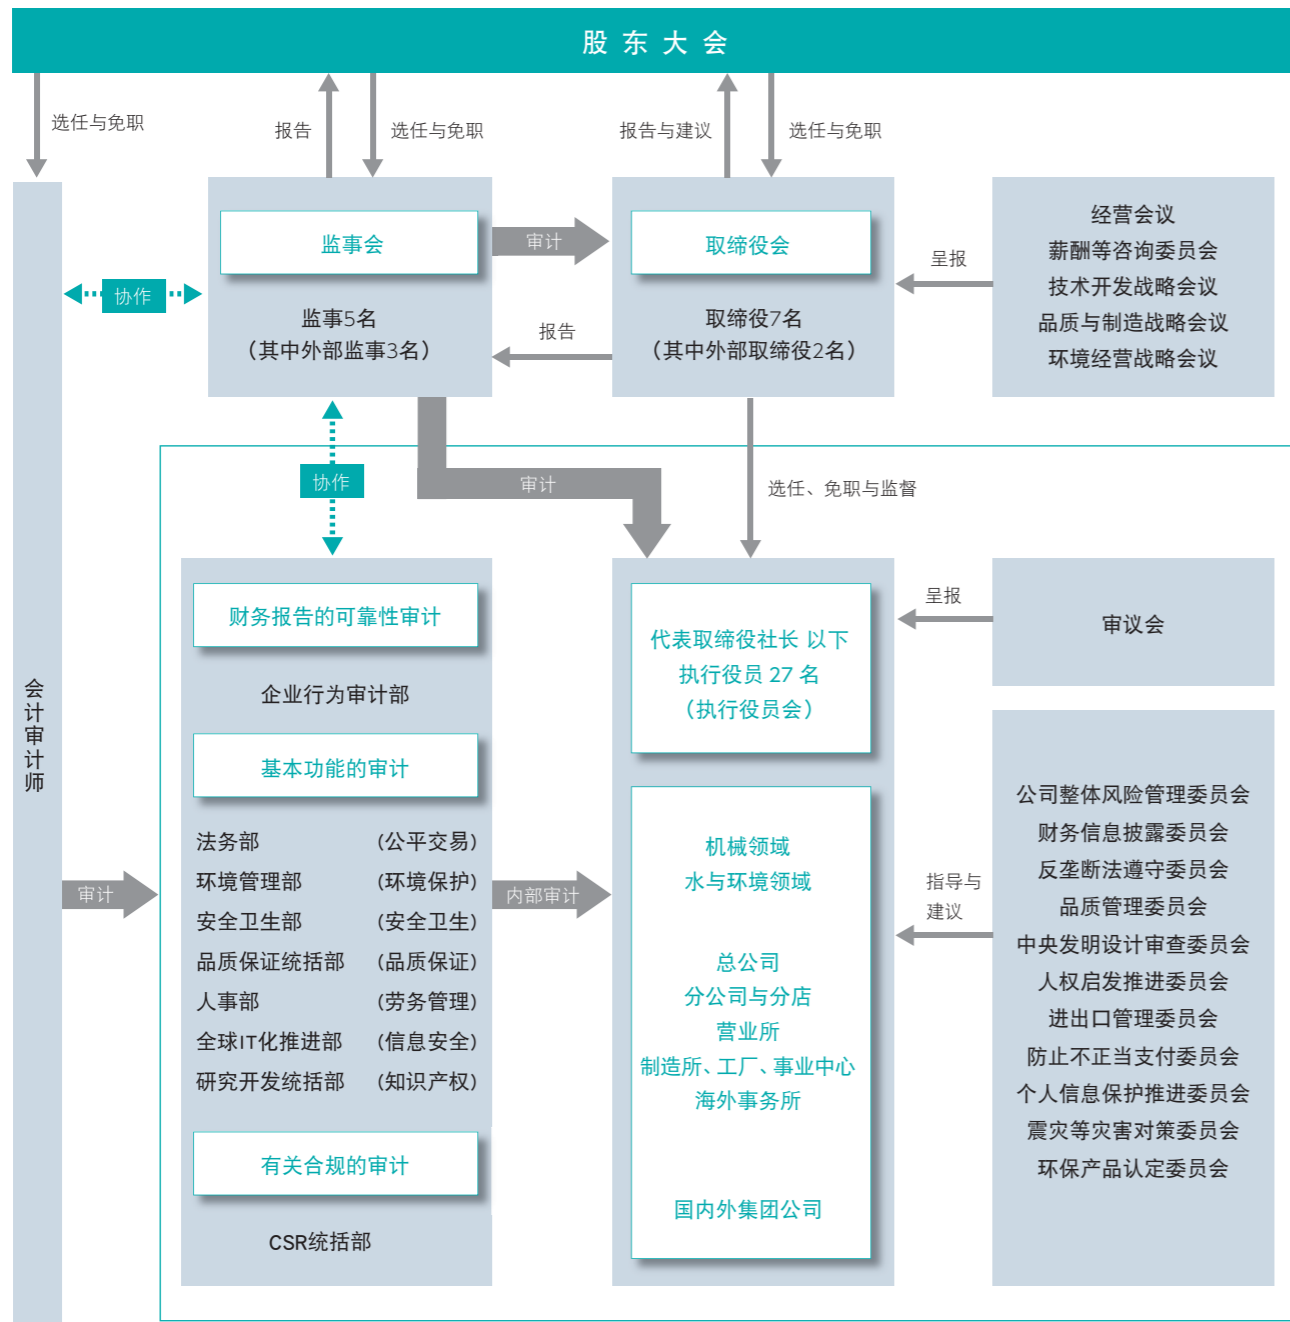 股东大会
选任与免职
报告
选任与免职
报告与建议
选任与免职
监事会
监事5名
（其中外部监事3名）
审计
报告
取缔役会
取缔役7名
（其中外部取缔役2名）
呈报
经营会议
薪酬等咨询委员会
技术开发战略会议
品质与制造战略会议
环境经营战略会议
协作
协作
审计
选任、免职与监督
会计审计师
审计
财务报告的可靠性审计
企业行为审计部
基本功能的审计
法务部 (公平交易)
环境管理部 (环境保护)
安全卫生部 (安全卫生)
品质保证统括部 (品质保证)
人事部 (劳务管理)
全球IT化推进部 (信息安全)
研究开发统括部 (知识产权)
有关合规的审计
CSR统括部
内部审计
代表取缔役社长 以下
执行役员 27 名
（执行役员会）
机械领域
水与环境领域
总公司
分公司与分店
营业所
制造所、工厂、事业中心
海外事务所
国内外集团公司
呈报
审议会
指导与
建议
公司整体风险管理委员会
财务信息披露委员会
反垄断法遵守委员会
品质管理委员会
中央发明设计审查委员会
人权启发推进委员会
进出口管理委员会
防止不正当支付委员会
个人信息保护推进委员会
震灾等灾害对策委员会
环保产品认定委员会